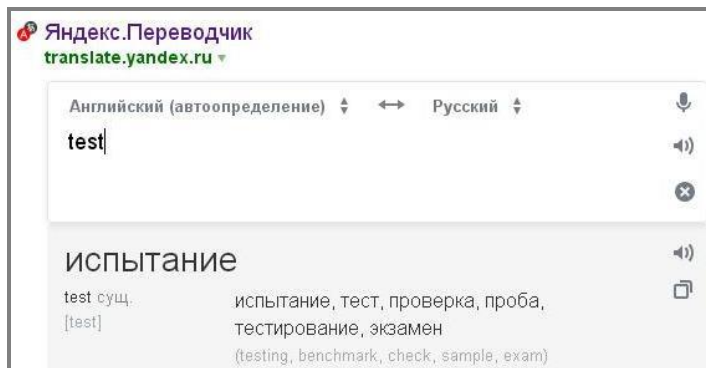 Яндекс.Переводчик
translate.yandex.ru
Английский (автоопределение) Русский
test
испытание
test сущ. испытание, тест, проверка, проба,
[test] тестирование, экзамен
(testing, benchmark, check, sample, exam)